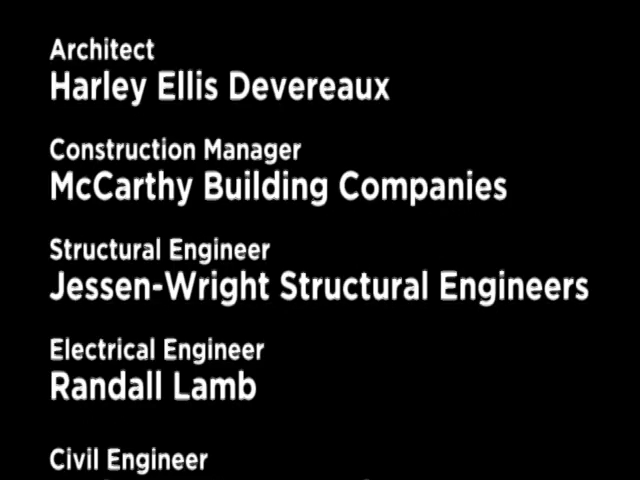 Architect
Harley Ellis Devereaux
Construction Manager
McCarthy Building Companies
Structural Engineer
Jessen-Wright Structural Engineers
Electrical Engineer
Randall Lamb
Civil Engineer